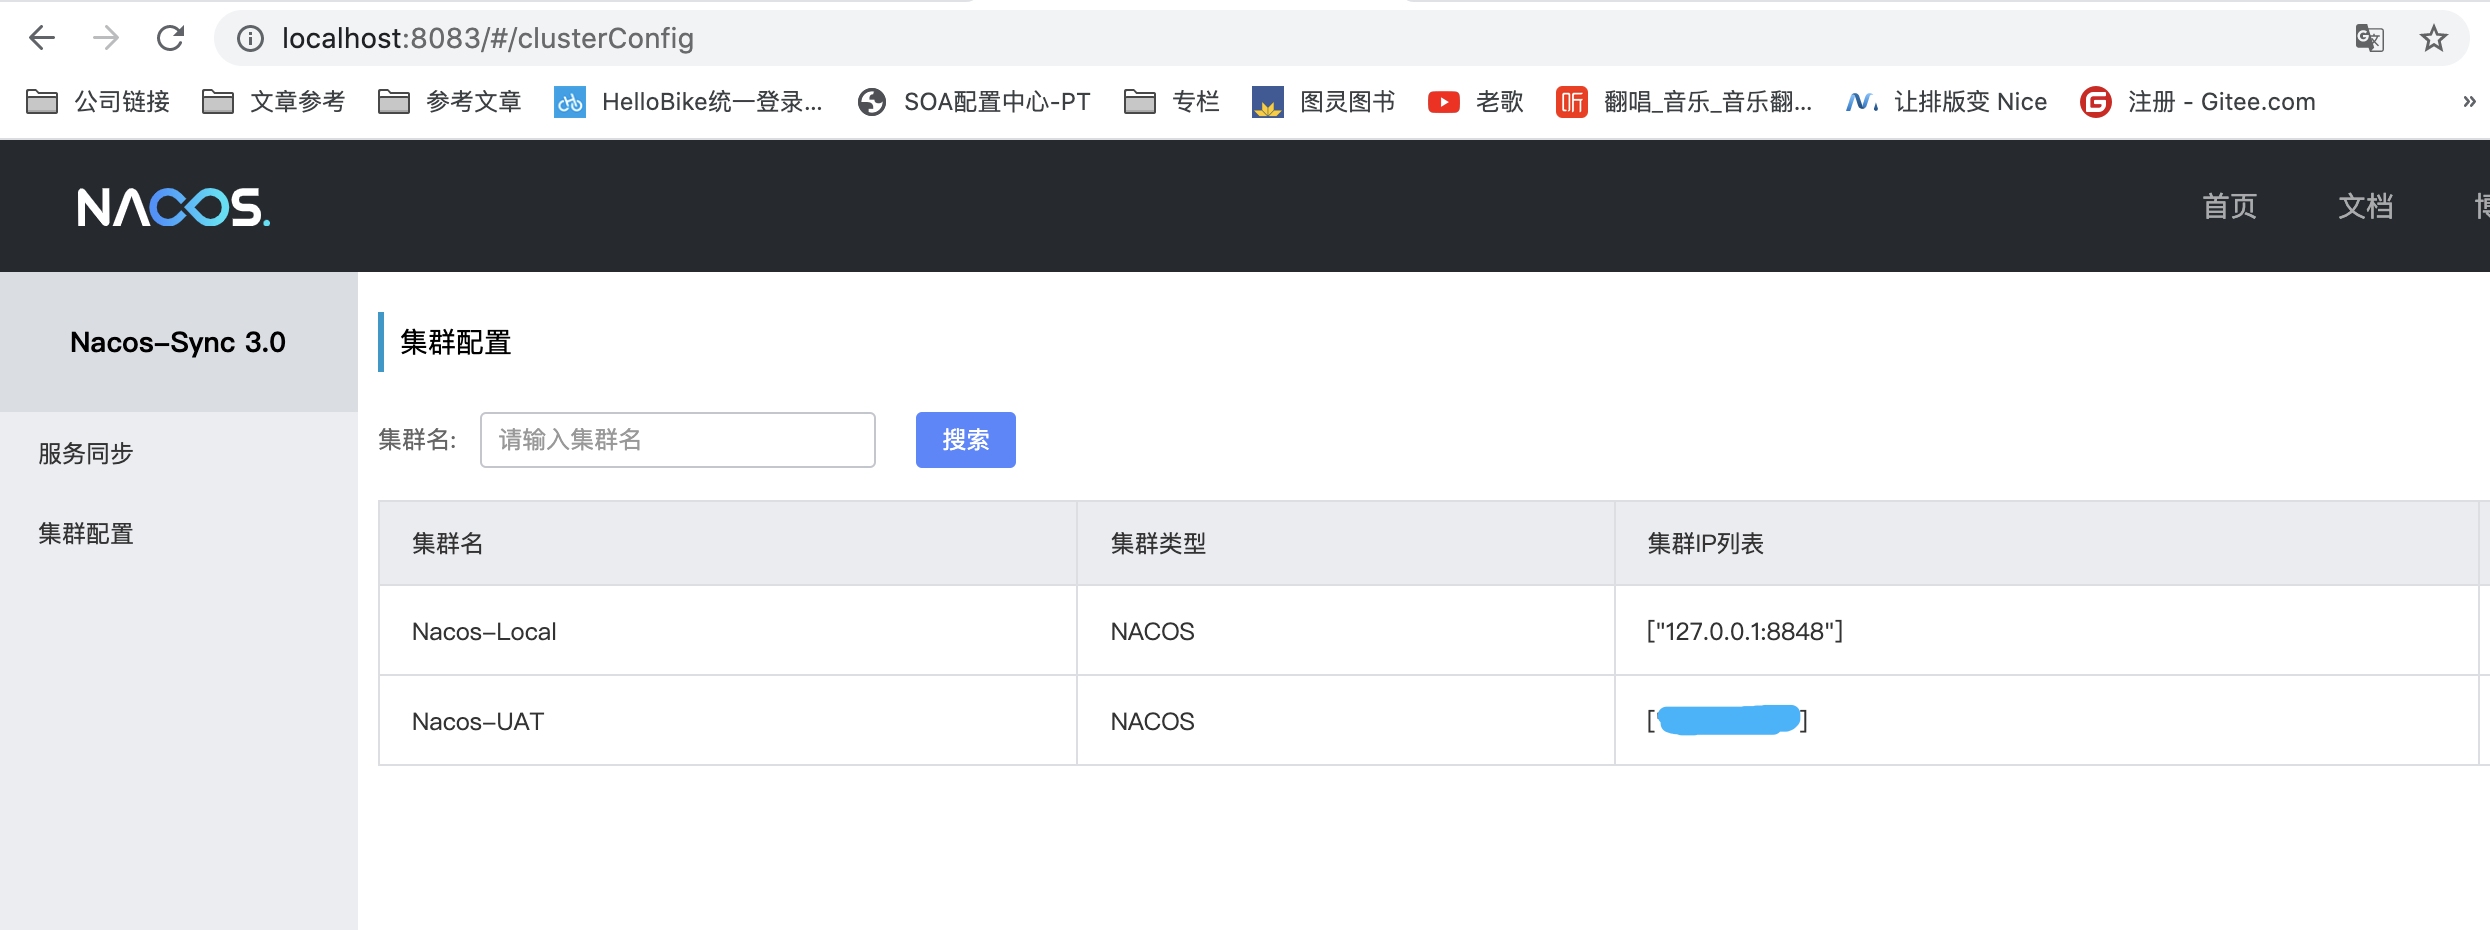 localhost:8083/#/clusterConfig
公司链接 文章参考 参考文章 HelloBike统一登录... SOA配置中心-PT 专栏 图灵图书 老歌 听 翻唱_音乐_音乐翻... 让排版变 Nice G 注册 - Gitee.com »
NACOS. 首页 文档
Nacos-Sync 3.0
服务同步
集群配置
集群配置
集群名: 请输入集群名 搜索
集群名 集群类型 集群IP列表
Nacos-Local NACOS ["127.0.0.1:8848"]
Nacos-UAT NACOS [ ]